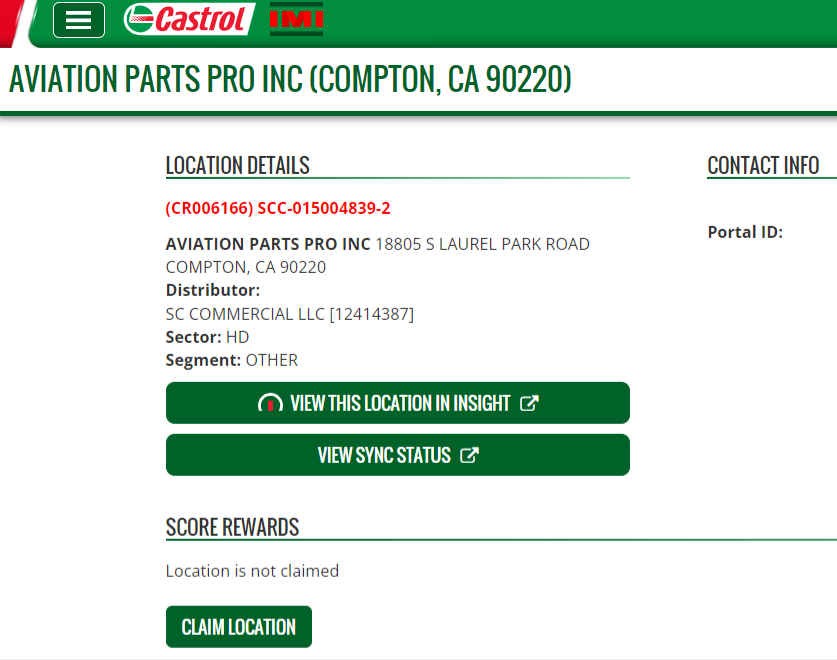 Castrol IMI
AVIATION PARTS PRO INC (COMPTON, CA 90220)
LOCATION DETAILS
(CR006166) SCC-015004839-2
AVIATION PARTS PRO INC 18805 S LAUREL PARK ROAD
COMPTON, CA 90220
Distributor:
SC COMMERCIAL LLC [12414387]
Sector: HD
Segment: OTHER
VIEW THIS LOCATION IN INSIGHT
VIEW SYNC STATUS
CONTACT INFO
Portal ID:
SCORE REWARDS
Location is not claimed
CLAIM LOCATION